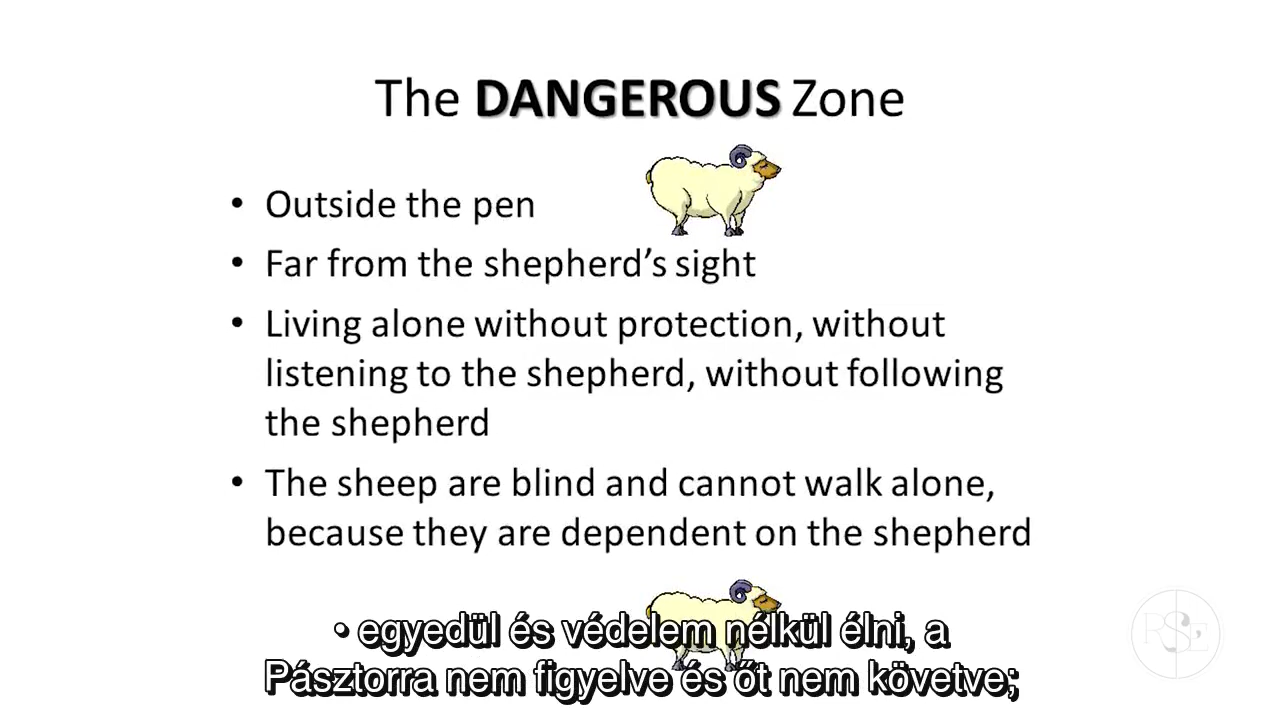 The DANGEROUS Zone
• Outside the pen
• Far from the shepherd’s sight
• Living alone without protection, without
listening to the shepherd, without following
the shepherd
• The sheep are blind and cannot walk alone,
because they are dependent on the shepherd
• egyedül és védelem nélkül élni, a
Pásztorra nem figyelve és őt nem követve;
RSE